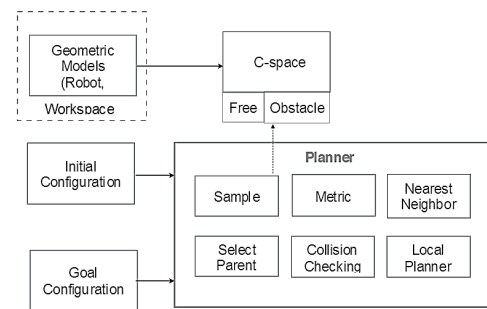 Geometric
Models
(Robot,
Workspace
C-space
Free
Obstacle
Initial
Configuration
Planner
Sample
Metric
Nearest
Neighbor
Select
Parent
Collision
Checking
Local
Planner
Goal
Configuration